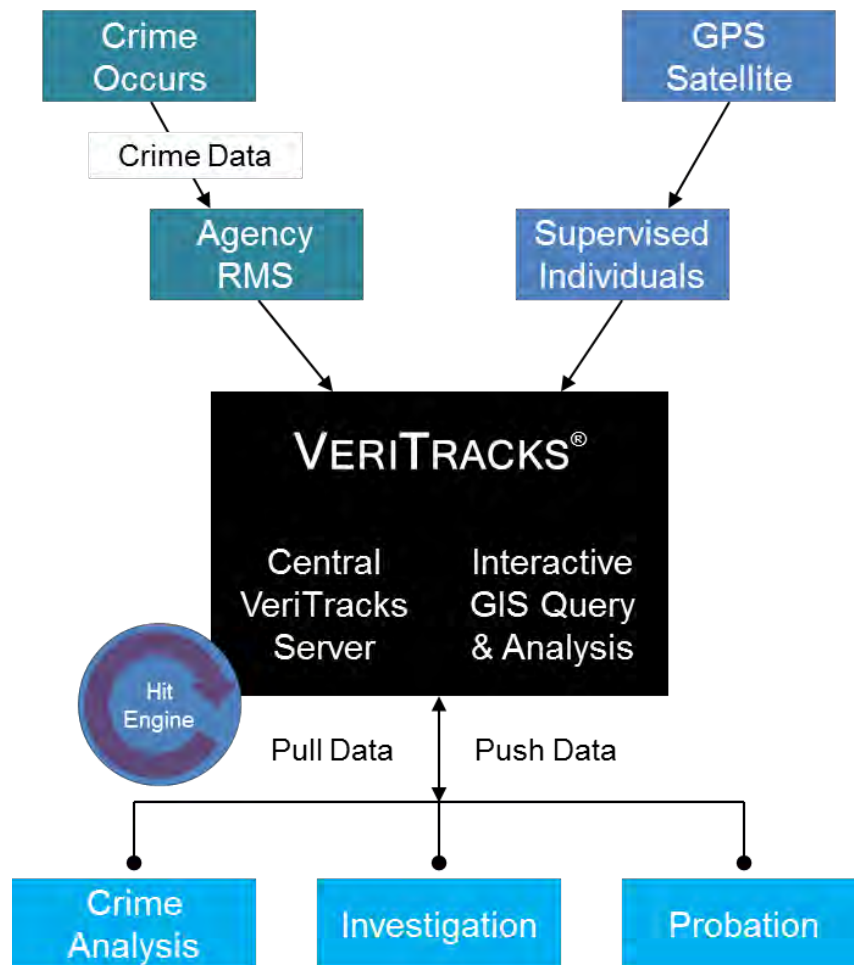 Crime
Occurs
GPS
Satellite
Crime Data
Agency
RMS
Supervised
Individuals
VERITRACKS®
Central
VeriTracks
Server
Interactive
GIS Query
& Analysis
Hit
Engine
Pull Data
Push Data
Crime
Analysis
Investigation
Probation